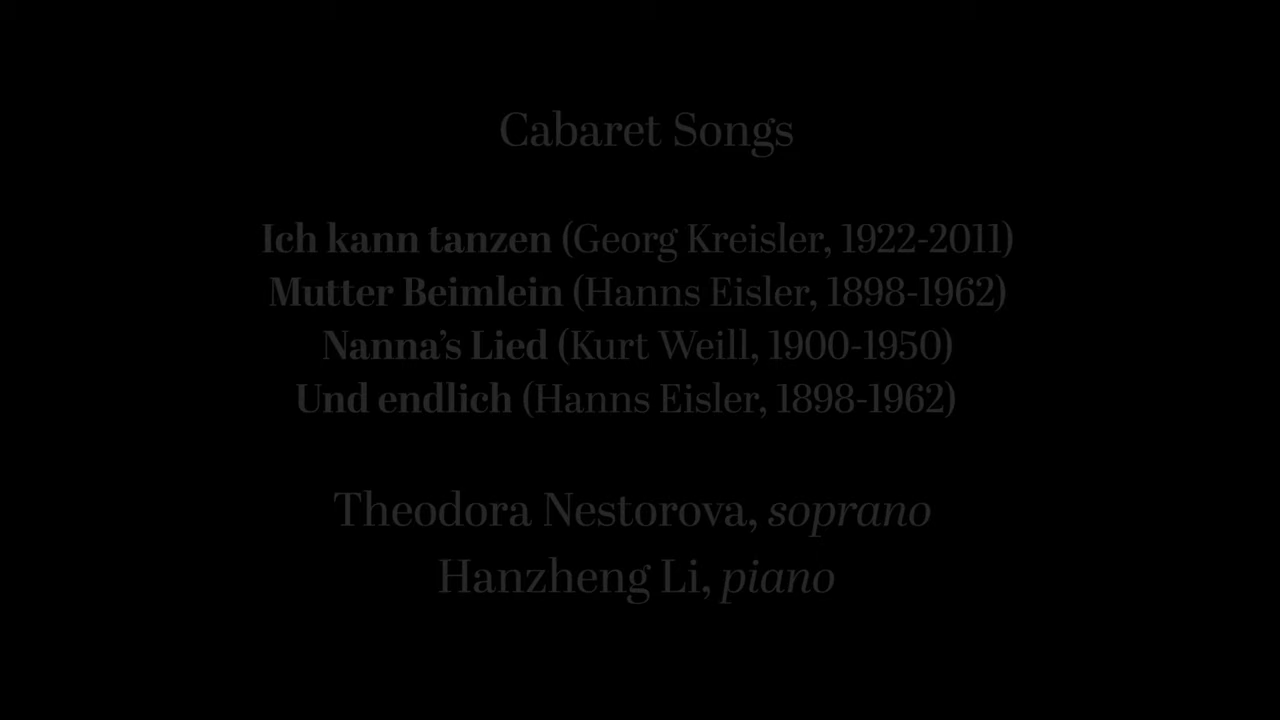 Cabaret Songs
Ich kann tanzen (Georg Kreisler, 1922-2011)
Mutter Beimlein (Hanns Eisler, 1898-1962)
Nanna’s Lied (Kurt Weill, 1900-1950)
Und endlich (Hanns Eisler, 1898-1962)
Theodora Nestorova, soprano
Hanzheng Li, piano